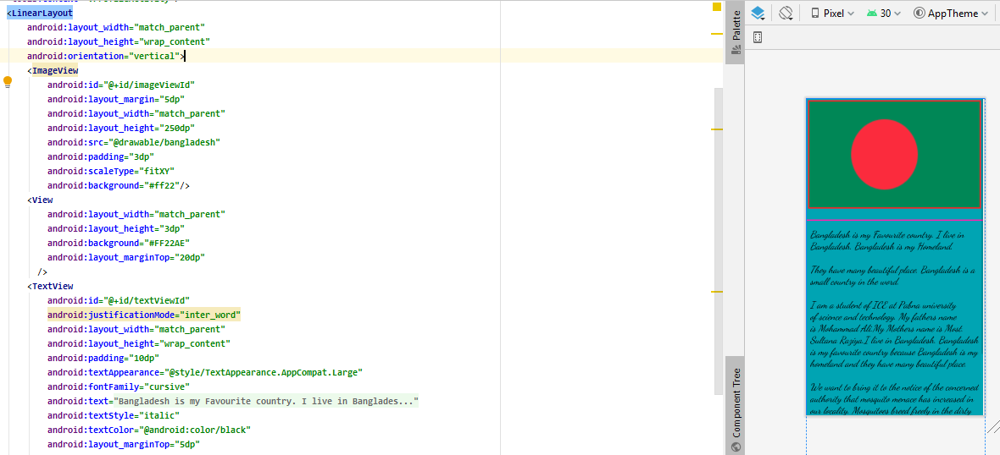 <LinearLayout
android:layout_width="match_parent"
android:layout_height="wrap_content"
android:orientation="vertical">
<ImageView
android:id="@+id/imageViewId"
android:layout_margin="5dp"
android:layout_width="match_parent"
android:layout_height="250dp"
android:src="@drawable/bangladesh"
android:padding="3dp"
android:scaleType="fitXY"
android:background="#ff22"/>
<View
android:layout_width="match_parent"
android:layout_height="3dp"
android:background="#FF22AE"
android:layout_marginTop="20dp"
/>
<TextView
android:id="@+id/textViewId"
android:justificationMode="inter_word"
android:layout_width="match_parent"
android:layout_height="wrap_content"
android:padding="10dp"
android:textAppearance="@style/TextAppearance.AppCompat.Large"
android:fontFamily="cursive"
android:text="Bangladesh is my Favourite country. I live in Banglades..."
android:textStyle="italic"
android:textColor="@android:color/black"
android:layout_marginTop="5dp"
Palette
Component Tree
Pixel
30
AppTheme
Bangladesh is my Favourite country. I live in
Bangladesh. Bangladesh is my Homeland.
They have many beautiful place. Bangladesh is a
small country in the word.
I am a student of ICE at Pabna university
of science and technology. My fathers name
is Mohammad Ali.My Mothers name is Most.
Sultana Raziya.I live in Bangladesh. Bangladesh
is my favourite country because Bangladesh is my
homeland and they have many beautiful place.
We want to bring it to the notice of the concerned
authority that mosquito menace has increased in
our locality. Mosquitoes breed freely in the dirty